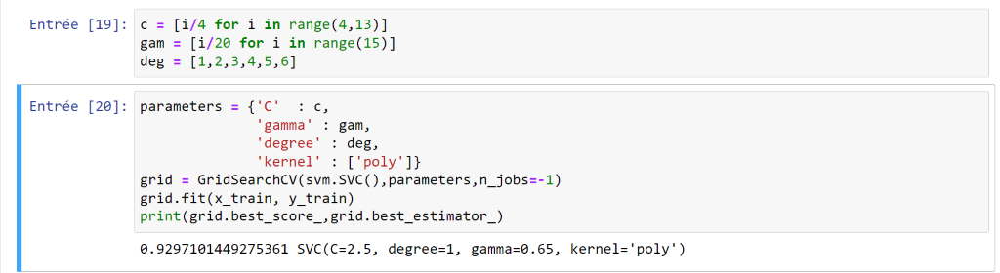 Entrée [19]: c = [i/4 for i in range(4,13)]
gam = [i/20 for i in range(15)]
deg = [1,2,3,4,5,6]
Entrée [20]: parameters = {'C'  : c,
'gamma' : gam,
'degree' : deg,
'kernel' : ['poly']}
grid = GridSearchCV(svm.SVC(),parameters,n_jobs=-1)
grid.fit(x_train, y_train)
print(grid.best_score_,grid.best_estimator_)
0.9297101449275361 SVC(C=2.5, degree=1, gamma=0.65, kernel='poly')